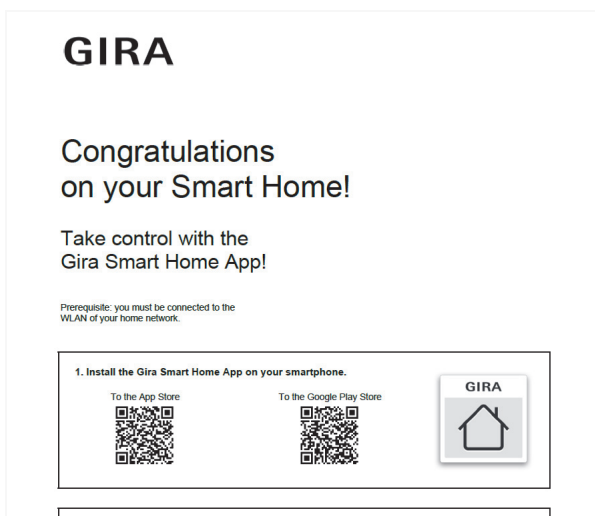 GIRA
Congratulations
on your Smart Home!
Take control with the
Gira Smart Home App!
Prerequisite: you must be connected to the
WLAN of your home network.
1. Install the Gira Smart Home App on your smartphone.
To the App Store
To the Google Play Store
GIRA